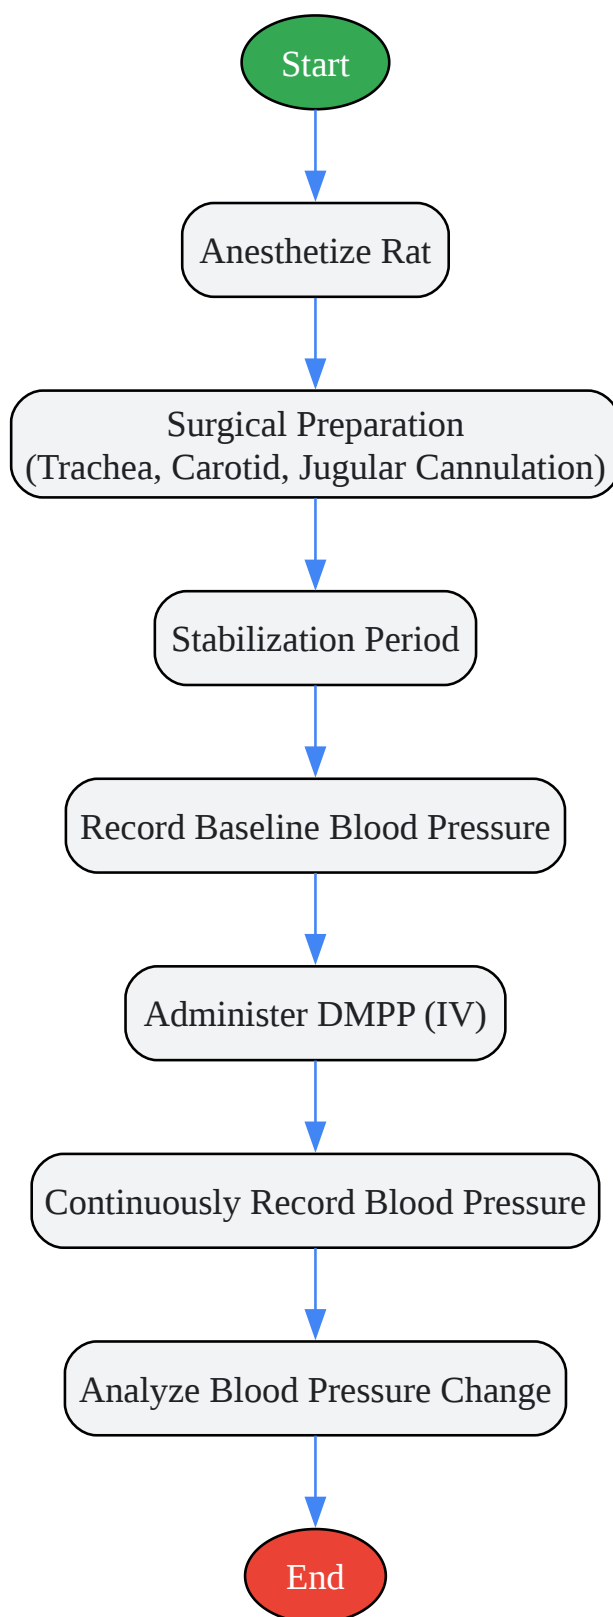 Start
Anesthetize Rat
Surgical Preparation
(Trachea, Carotid, Jugular Cannulation)
Stabilization Period
Record Baseline Blood Pressure
Administer DMPP (IV)
Continuously Record Blood Pressure
Analyze Blood Pressure Change
End